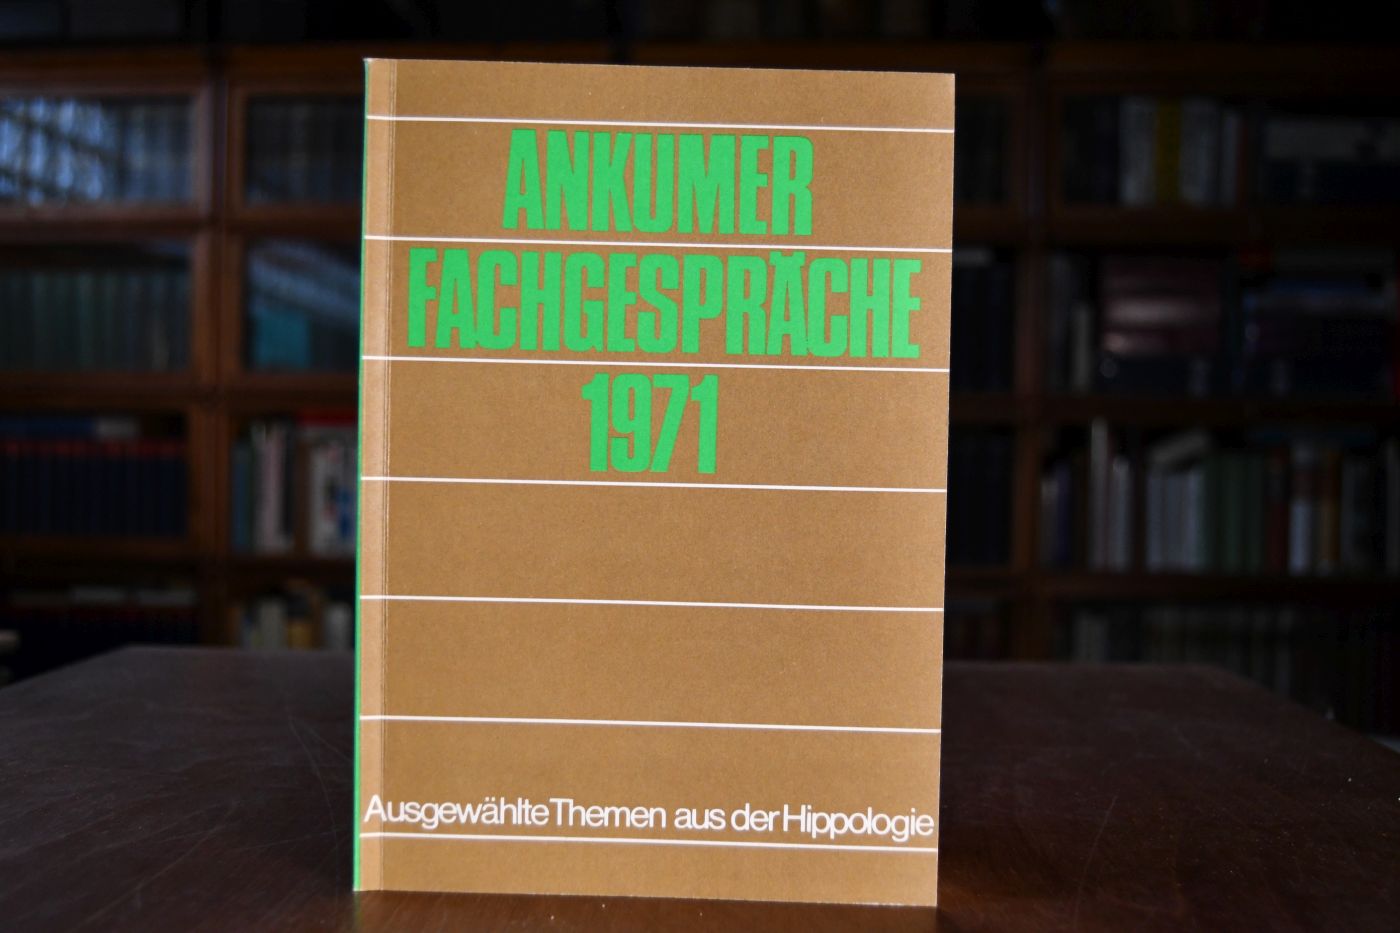 ANKUMER
FACHGESPRÄCHE
1971
Ausgewählte Themen aus der Hippologie